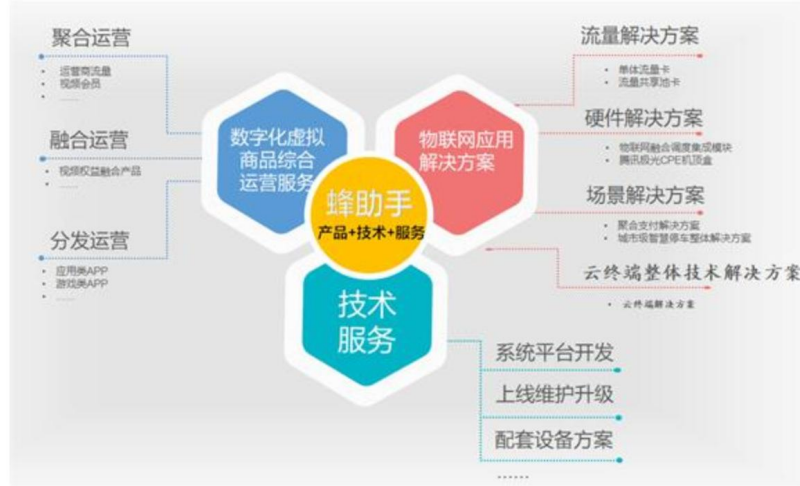 聚合运营
运营商流量
视频会员
……
融合运营
视频权益融合产品
……
分发运营
应用类APP
游戏类APP
……
数字化虚拟
商品综合
运营服务
物联网应用
解决方案
蜂助手
产品+技术+服务
技术
服务
流量解决方案
单体流量卡
流量共享池卡
硬件解决方案
物联网融合调度集成模块
腾讯极光CPE机顶盒
场景解决方案
聚合支付解决方案
城市级智慧停车整体解决方案
云终端整体技术解决方案
云终端解决方案
系统平台开发
上线维护升级
配套设备方案
……